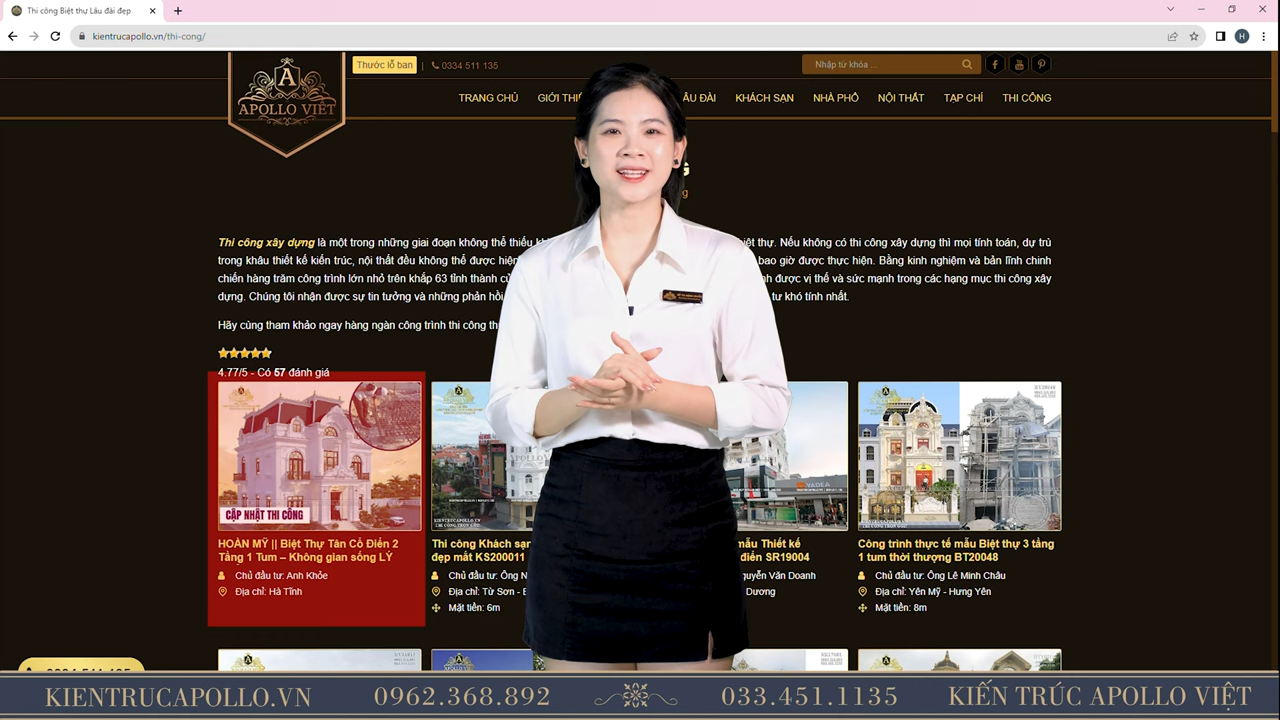 Thi công Biệt thự Lâu đài đẹp
kientrucapollo.vn/thi-cong/
H
Thước lỗ ban | 0334 511 135
Nhập từ khóa ...
A
APOLLO VIỆT
TRANG CHỦ GIỚI ÂU ĐÀI KHÁCH SẠN NHÀ PHỐ NỘI THẤT TẠP CHÍ THI CÔNG
G
g
Thi công xây dựng là một trong những giai đoạn không thể thiếu iệt thự. Nếu không có thi công xây dựng thì mọi tính toán, dự trù
trong khâu thiết kế kiến trúc, nội thất đều không thể được hiện bao giờ được thực hiện. Bằng kinh nghiệm và bản lĩnh chinh
chiến hàng trăm công trình lớn nhỏ trên khắp 63 tỉnh thành nh được vị thế và sức mạnh trong các hạng mục thi công xây
dựng. Chúng tôi nhận được sự tin tưởng và những phản hồi tư khó tính nhất.
Hãy cùng tham khảo ngay hàng ngàn công trình thi công
4.77/5 - Có 57 đánh giá
CẬP NHẬT THI CÔNG
KIENTRUCAPOLLO.VN
HOÀN MỸ || Biệt Thự Tân Cổ Điển 2
Tầng 1 Tum – Không gian sống LÝ
Chủ đầu tư: Anh Khỏe
Địa chỉ: Hà Tĩnh
Thi công Khách sạn
đẹp mắt KS200011
Chủ đầu tư: Ông N
Địa chỉ: Từ Sơn - B
Mặt tiền: 6m
mẫu Thiết kế
điển SR19004
guyễn Văn Doanh
Dương
Công trình thực tế mẫu Biệt thự 3 tầng
1 tum thời thượng BT20048
Chủ đầu tư: Ông Lê Minh Châu
Địa chỉ: Yên Mỹ - Hưng Yên
Mặt tiền: 8m
0334 511 135
KIENTRUCAPOLLO.VN 0962.368.892 033.451.1135 KIẾN TRÚC APOLLO VIỆT